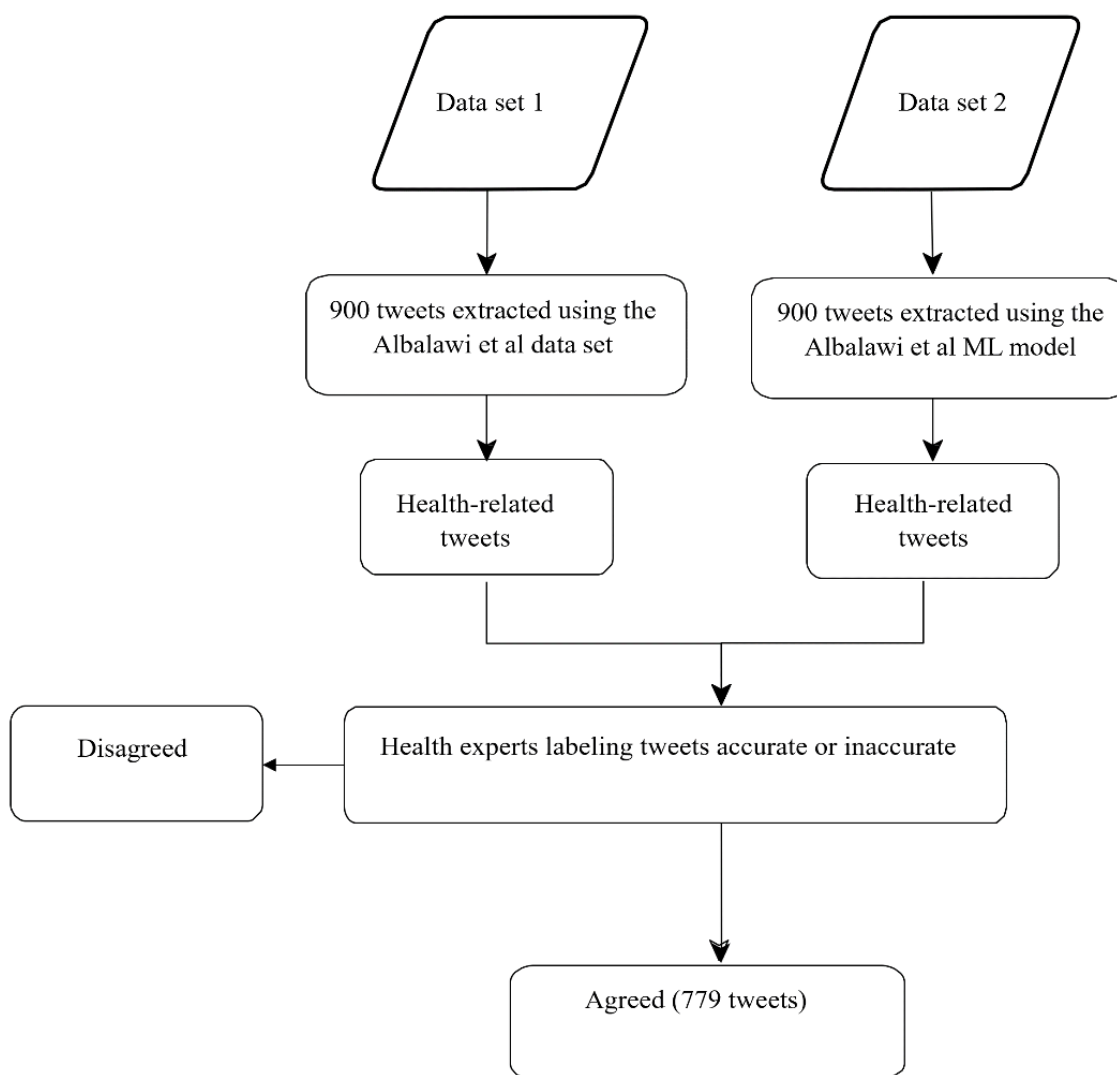 Data set 1
Data set 2
900 tweets extracted using the
Albalawi et al data set
900 tweets extracted using the
Albalawi et al ML model
Health-related
tweets
Health-related
tweets
Disagreed
Health experts labeling tweets accurate or inaccurate
Agreed (779 tweets)